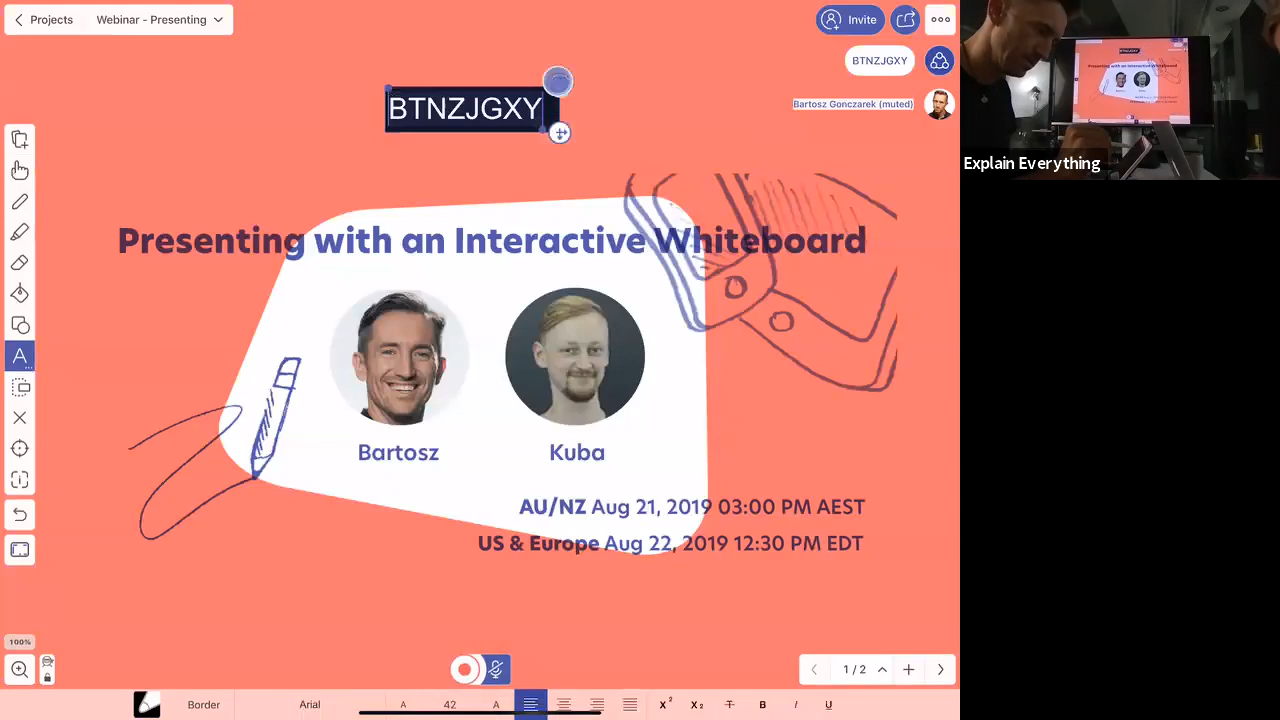 Projects
Webinar - Presenting
Invite
BTNZJGXY
Bartosz Gonczarek (muted)
BTNZJGXY
Explain Everything
Presenting with an Interactive Whiteboard
Bartosz
Kuba
AU/NZ Aug 21, 2019 03:00 PM AEST
US & Europe Aug 22, 2019 12:30 PM EDT
A
100%
1 / 2
Border
Arial
A
42
A
X²
X₂
T
B
I
U